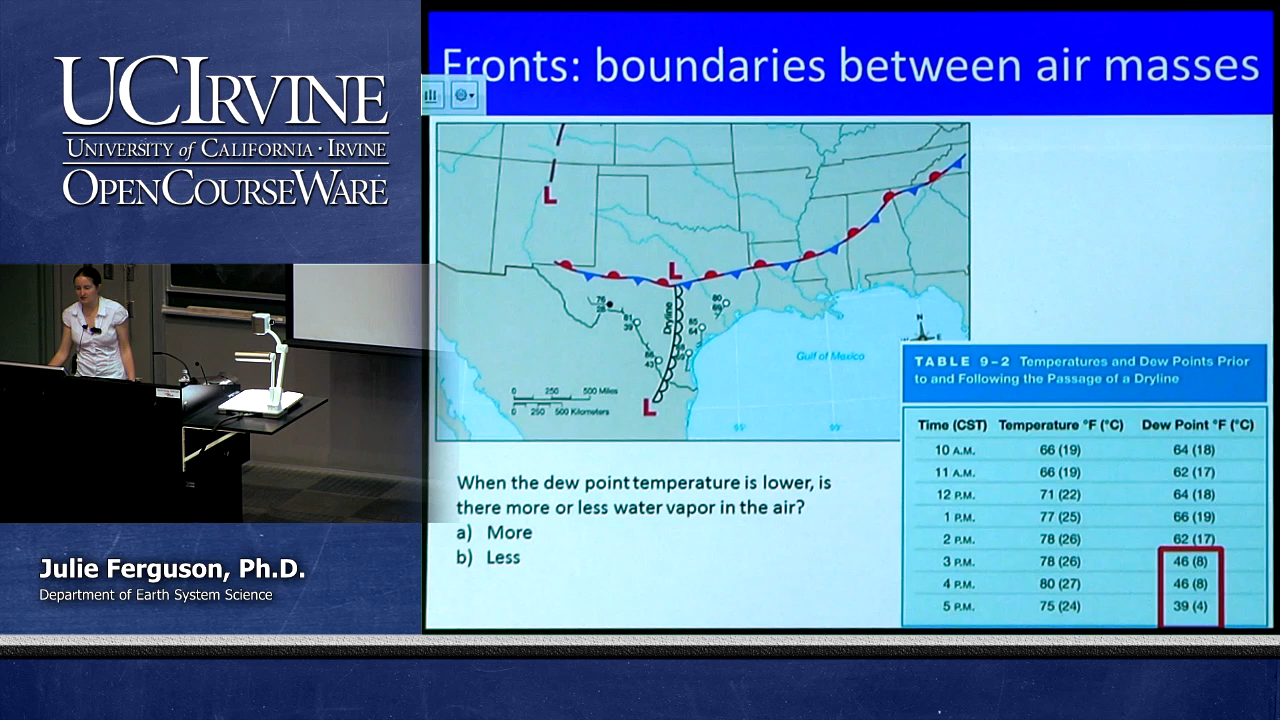 UCIRVINE
UNIVERSITY of CALIFORNIA · IRVINE
OPENCOURSEWARE
Julie Ferguson, Ph.D.
Department of Earth System Science
Fronts: boundaries between air masses
L
L
Dryline
L
N
E
Gulf of Mexico
0 250 500 Miles
0 250 500 Kilometers
When the dew point temperature is lower, is
there more or less water vapor in the air?
a) More
b) Less
TABLE 9–2 Temperatures and Dew Points Prior
to and Following the Passage of a Dryline
Time (CST) Temperature °F (°C) Dew Point °F (°C)
10 A.M. 66 (19) 64 (18)
11 A.M. 66 (19) 62 (17)
12 P.M. 71 (22) 64 (18)
1 P.M. 77 (25) 66 (19)
2 P.M. 78 (26) 62 (17)
3 P.M. 78 (26) 46 (8)
4 P.M. 80 (27) 46 (8)
5 P.M. 75 (24) 39 (4)